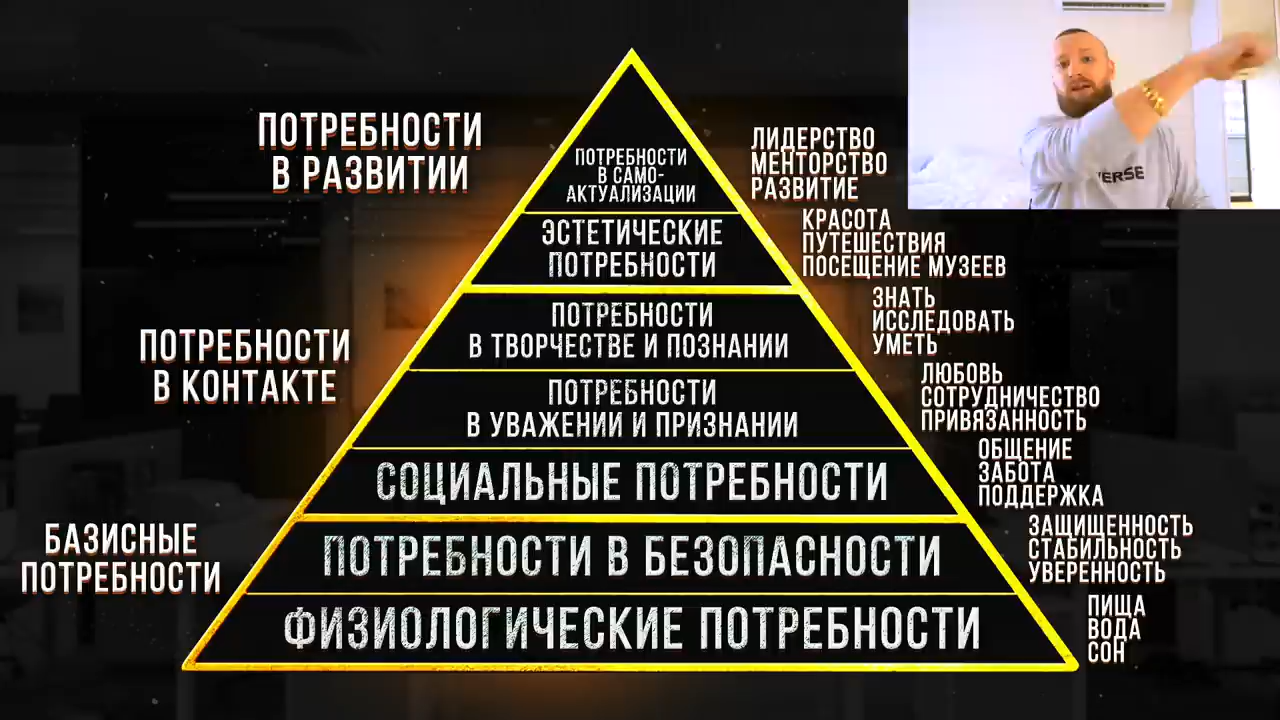 ПОТРЕБНОСТИ
В РАЗВИТИИ
ПОТРЕБНОСТИ
В САМО-
АКТУАЛИЗАЦИИ
ЛИДЕРСТВО
МЕНТОРСТВО
РАЗВИТИЕ
ЭСТЕТИЧЕСКИЕ
ПОТРЕБНОСТИ
КРАСОТА
ПУТЕШЕСТВИЯ
ПОСЕЩЕНИЕ МУЗЕЕВ
ПОТРЕБНОСТИ
В КОНТАКТЕ
ПОТРЕБНОСТИ
В ТВОРЧЕСТВЕ И ПОЗНАНИИ
ЗНАТЬ
ИССЛЕДОВАТЬ
УМЕТЬ
ПОТРЕБНОСТИ
В УВАЖЕНИИ И ПРИЗНАНИИ
ЛЮБОВЬ
СОТРУДНИЧЕСТВО
ПРИВЯЗАННОСТЬ
СОЦИАЛЬНЫЕ ПОТРЕБНОСТИ
ОБЩЕНИЕ
ЗАБОТА
ПОДДЕРЖКА
БАЗИСНЫЕ
ПОТРЕБНОСТИ
ПОТРЕБНОСТИ В БЕЗОПАСНОСТИ
ЗАЩИЩЕННОСТЬ
СТАБИЛЬНОСТЬ
УВЕРЕННОСТЬ
ФИЗИОЛОГИЧЕСКИЕ ПОТРЕБНОСТИ
ПИЩА
ВОДА
СОН